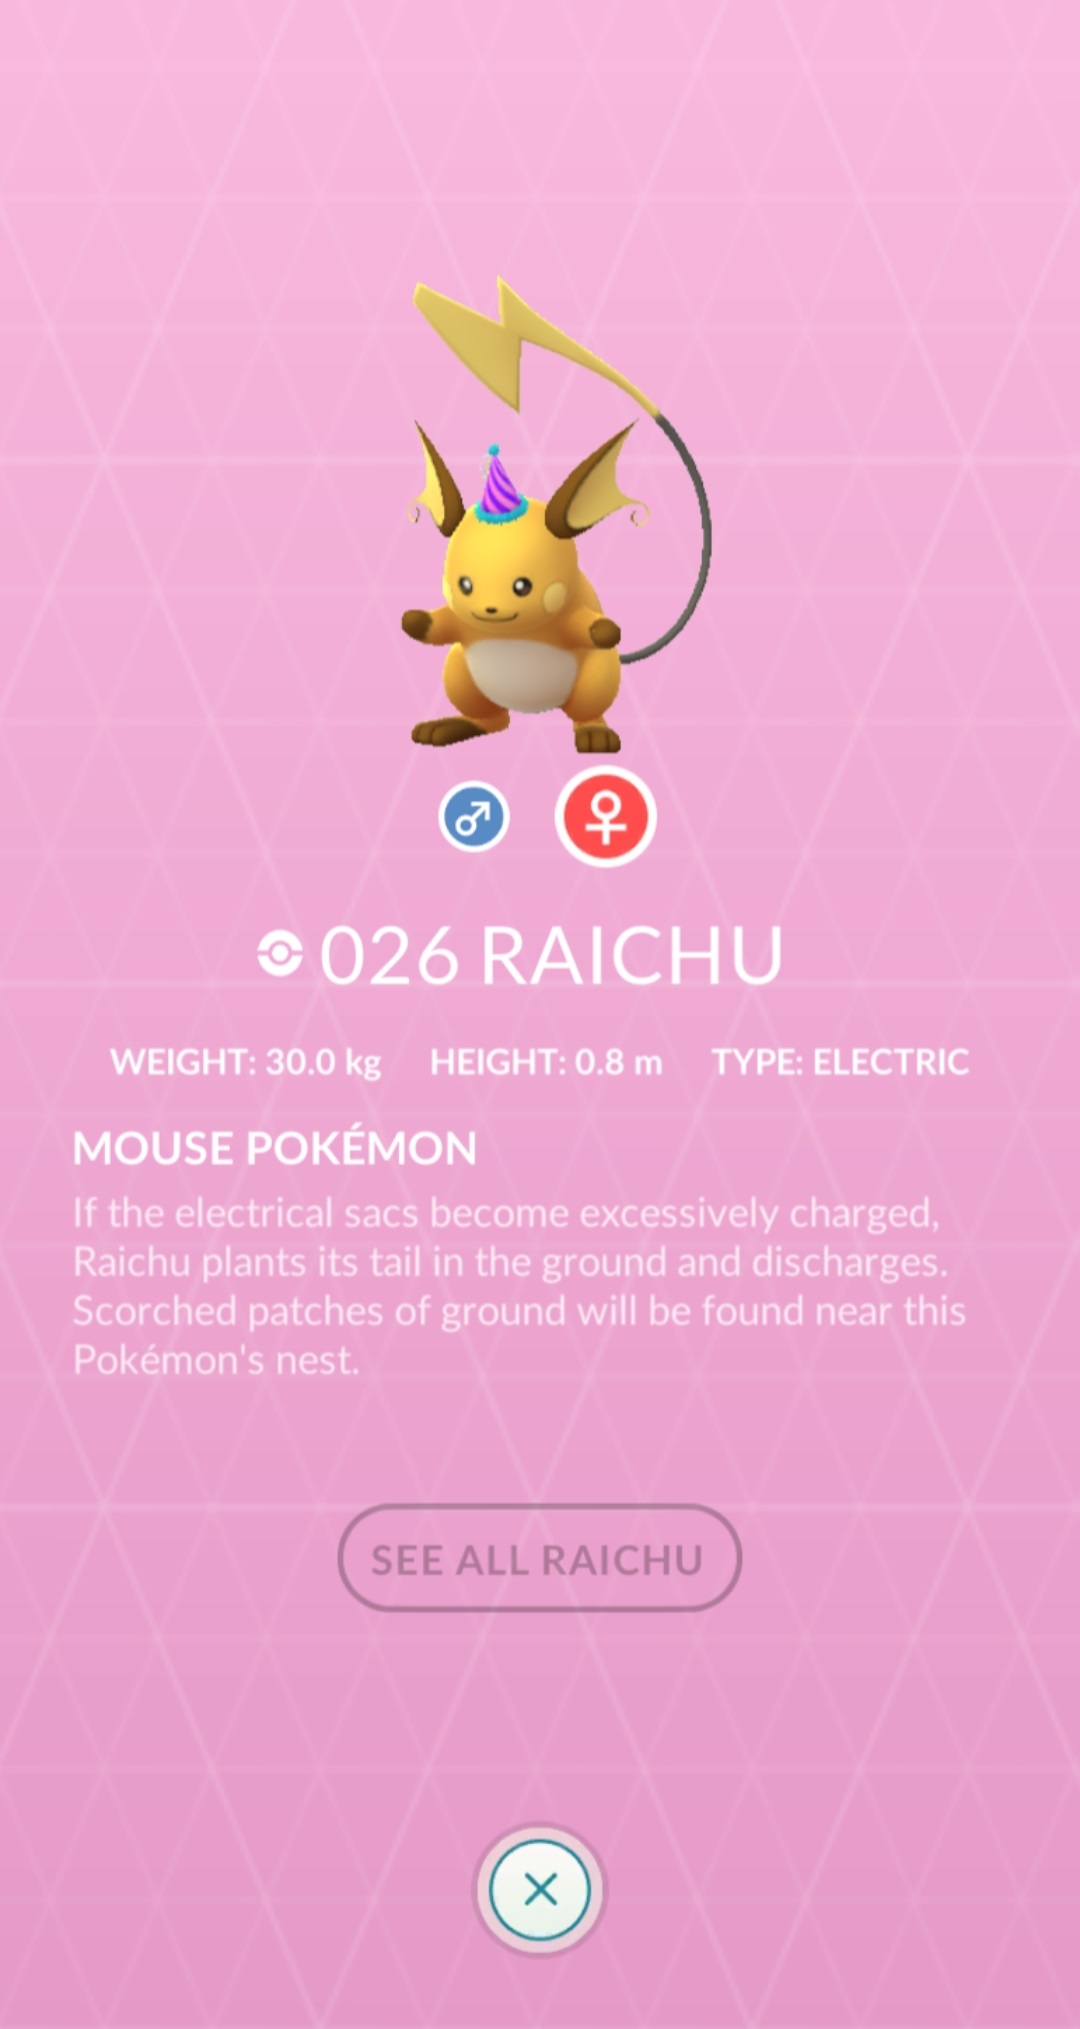 026 RAICHU
WEIGHT: 30.0 kg HEIGHT: 0.8 m TYPE: ELECTRIC
MOUSE POKÉMON
If the electrical sacs become excessively charged,
Raichu plants its tail in the ground and discharges.
Scorched patches of ground will be found near this
Pokémon's nest.
SEE ALL RAICHU